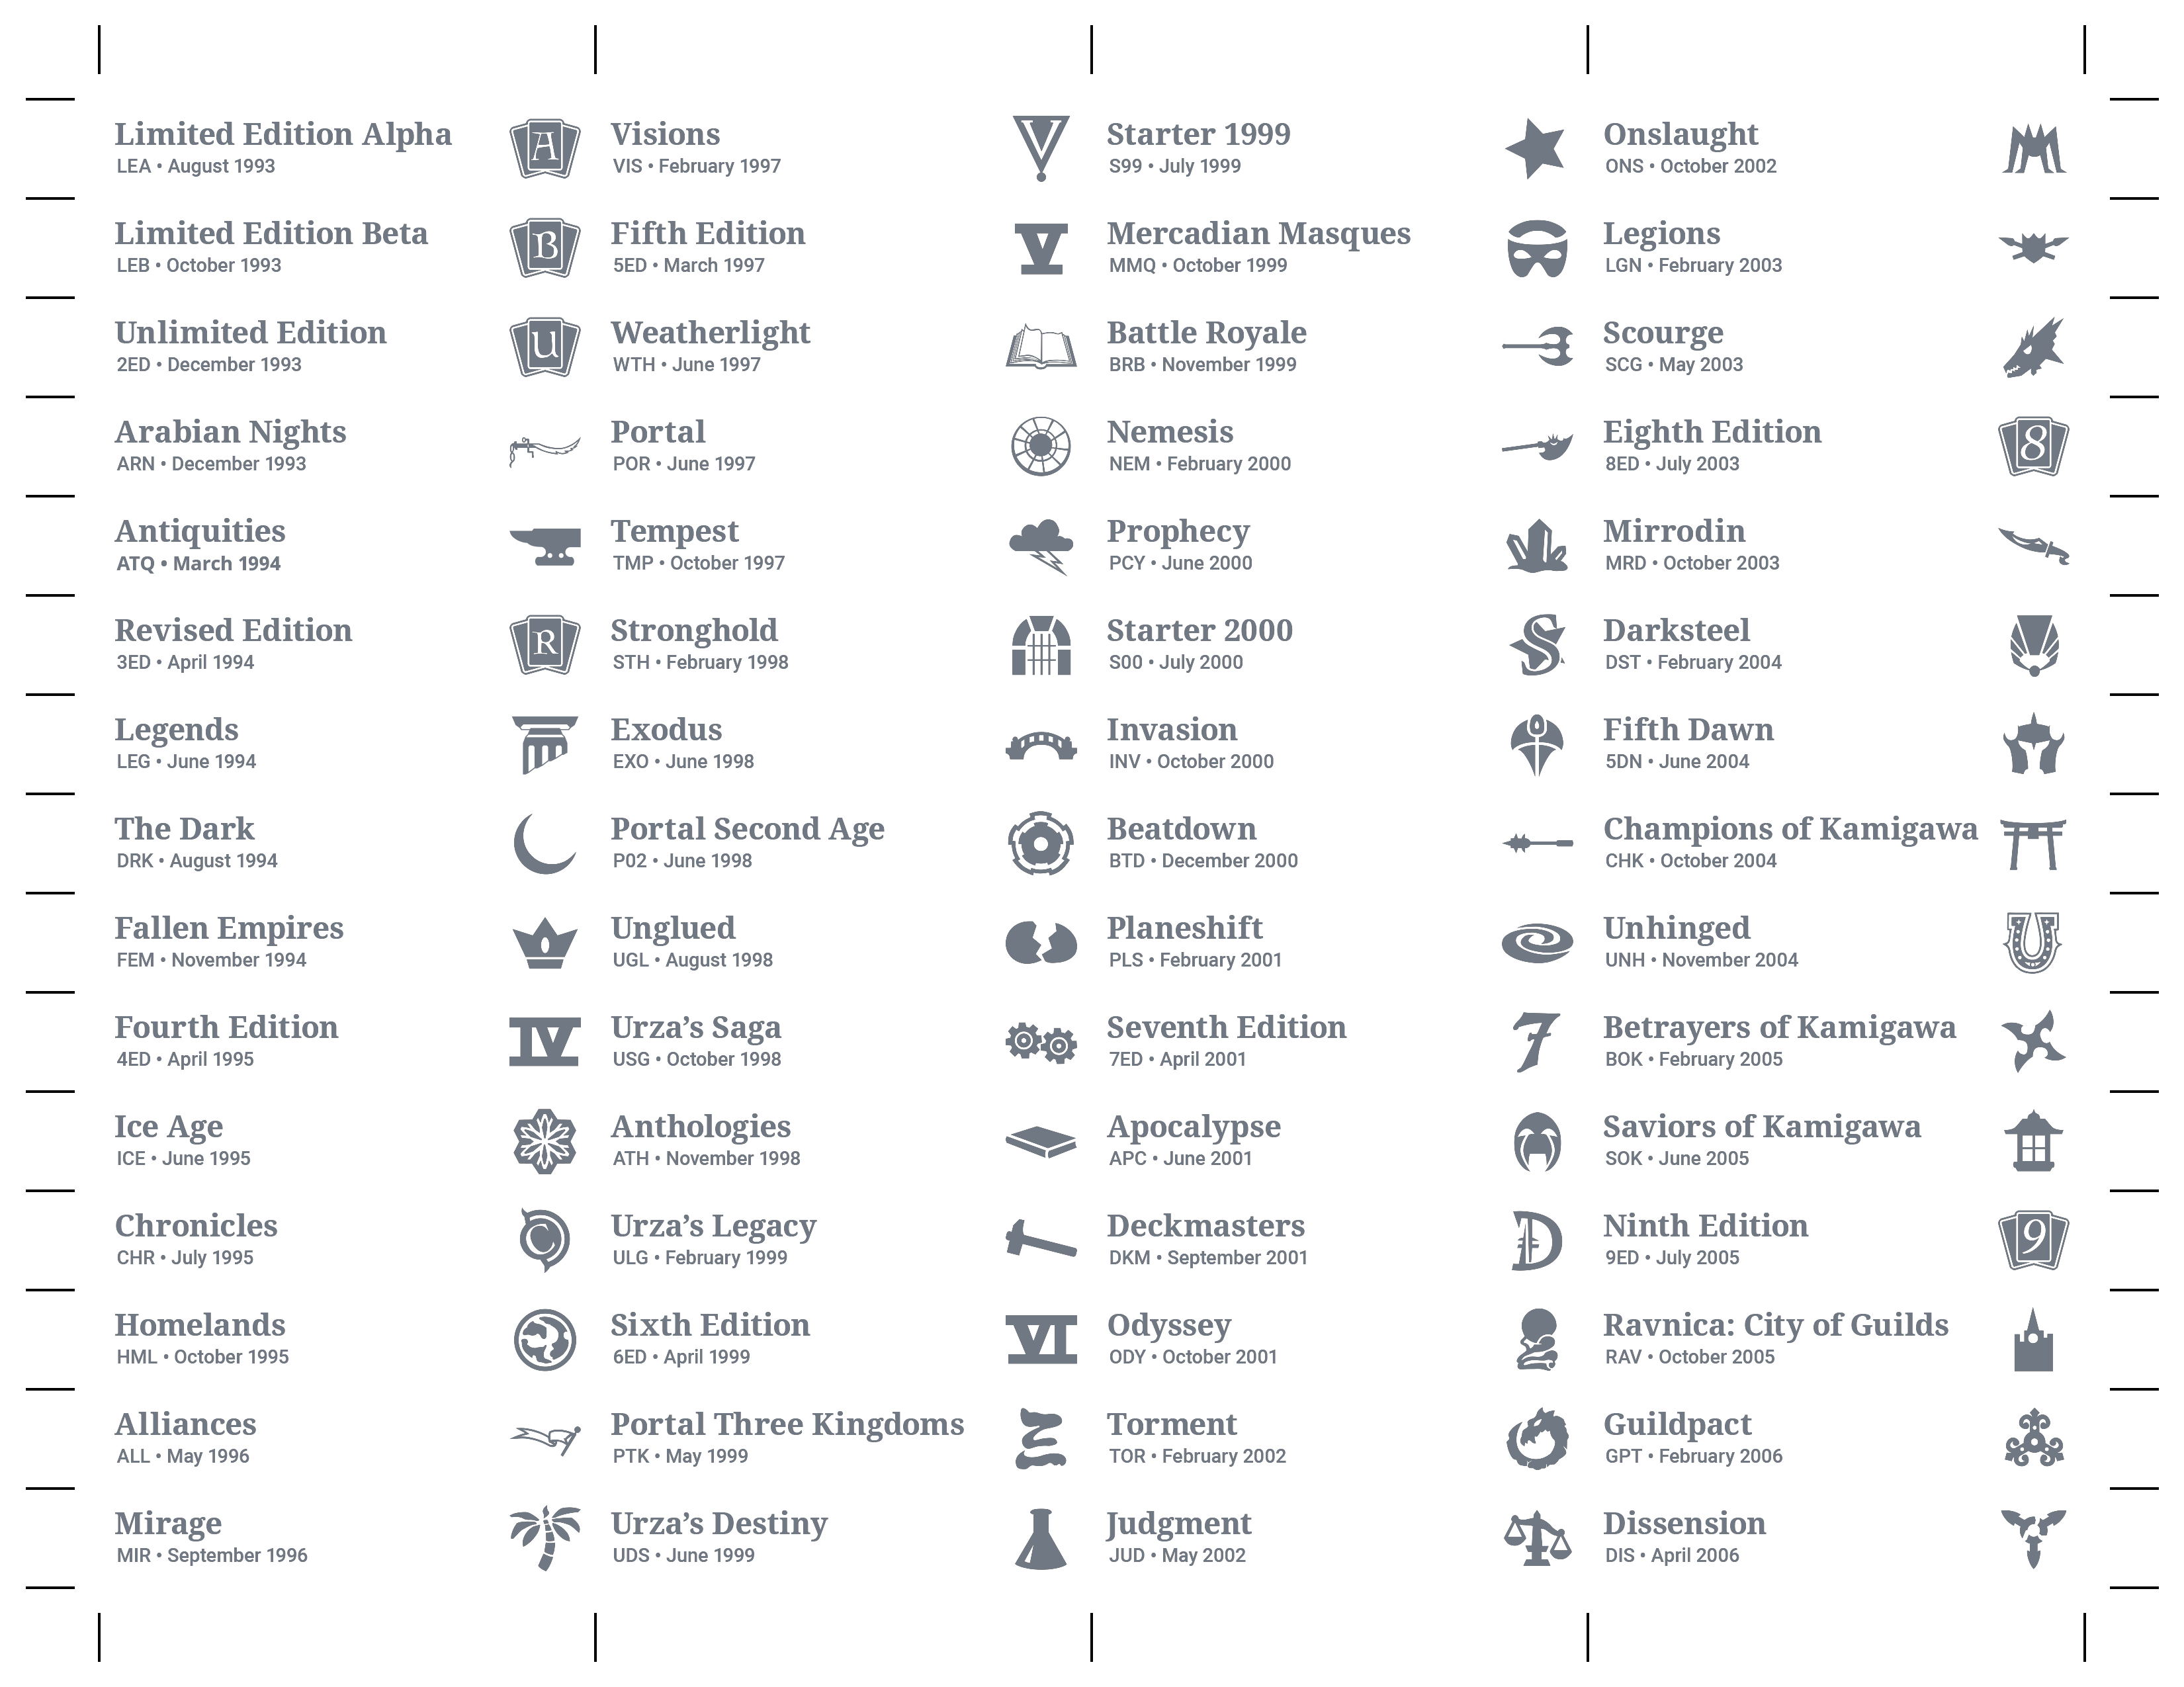 Limited Edition Alpha
LEA • August 1993
Limited Edition Beta
LEB • October 1993
Unlimited Edition
2ED • December 1993
Arabian Nights
ARN • December 1993
Antiquities
ATQ • March 1994
Revised Edition
3ED • April 1994
Legends
LEG • June 1994
The Dark
DRK • August 1994
Fallen Empires
FEM • November 1994
Fourth Edition
4ED • April 1995
Ice Age
ICE • June 1995
Chronicles
CHR • July 1995
Homelands
HML • October 1995
Alliances
ALL • May 1996
Mirage
MIR • September 1996
A
B
U
R
IV
C
Visions
VIS • February 1997
Fifth Edition
5ED • March 1997
Weatherlight
WTH • June 1997
Portal
POR • June 1997
Tempest
TMP • October 1997
Stronghold
STH • February 1998
Exodus
EXO • June 1998
Portal Second Age
P02 • June 1998
Unglued
UGL • August 1998
Urza’s Saga
USG • October 1998
Anthologies
ATH • November 1998
Urza’s Legacy
ULG • February 1999
Sixth Edition
6ED • April 1999
Portal Three Kingdoms
PTK • May 1999
Urza’s Destiny
UDS • June 1999
V
V
VI
Starter 1999
S99 • July 1999
Mercadian Masques
MMQ • October 1999
Battle Royale
BRB • November 1999
Nemesis
NEM • February 2000
Prophecy
PCY • June 2000
Starter 2000
S00 • July 2000
Invasion
INV • October 2000
Beatdown
BTD • December 2000
Planeshift
PLS • February 2001
Seventh Edition
7ED • April 2001
Apocalypse
APC • June 2001
Deckmasters
DKM • September 2001
Odyssey
ODY • October 2001
Torment
TOR • February 2002
Judgment
JUD • May 2002
S
7
D
Onslaught
ONS • October 2002
Legions
LGN • February 2003
Scourge
SCG • May 2003
Eighth Edition
8ED • July 2003
Mirrodin
MRD • October 2003
Darksteel
DST • February 2004
Fifth Dawn
5DN • June 2004
Champions of Kamigawa
CHK • October 2004
Unhinged
UNH • November 2004
Betrayers of Kamigawa
BOK • February 2005
Saviors of Kamigawa
SOK • June 2005
Ninth Edition
9ED • July 2005
Ravnica: City of Guilds
RAV • October 2005
Guildpact
GPT • February 2006
Dissension
DIS • April 2006
8
9